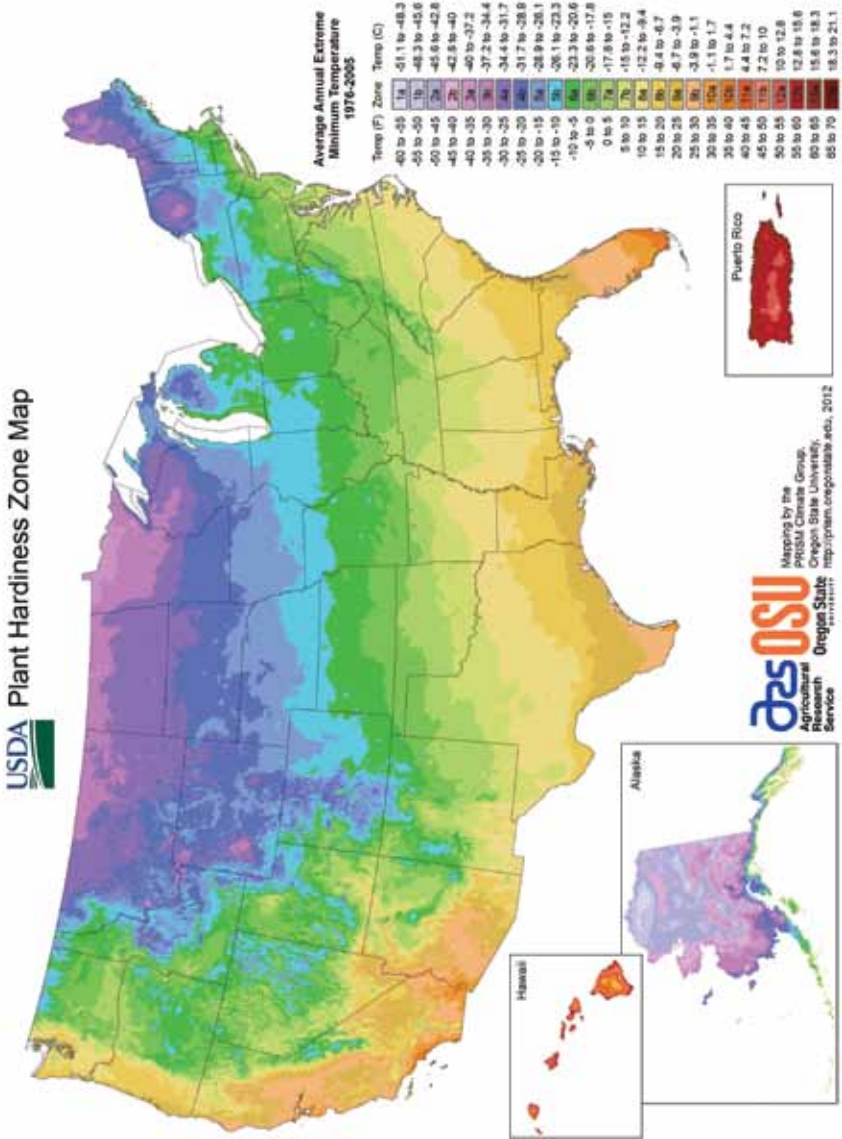 USDA Plant Hardiness Zone Map
Average Annual Extreme
Minimum Temperature
1976-2005
Temp (F) Zone Temp (C)
-60 to -55 1a -51.1 to -48.3
-55 to -50 1b -48.3 to -45.6
-50 to -45 2a -45.6 to -42.8
-45 to -40 2b -42.8 to -40
-40 to -35 3a -40 to -37.2
-35 to -30 3b -37.2 to -34.4
-30 to -25 4a -34.4 to -31.7
-25 to -20 4b -31.7 to -28.9
-20 to -15 5a -28.9 to -26.1
-15 to -10 5b -26.1 to -23.3
-10 to -5 6a -23.3 to -20.6
-5 to 0 6b -20.6 to -17.8
0 to 5 7a -17.8 to -15
5 to 10 7b -15 to -12.2
10 to 15 8a -12.2 to -9.4
15 to 20 8b -9.4 to -6.7
20 to 25 9a -6.7 to -3.9
25 to 30 9b -3.9 to -1.1
30 to 35 10a -1.1 to 1.7
35 to 40 10b 1.7 to 4.4
40 to 45 11a 4.4 to 7.2
45 to 50 11b 7.2 to 10
50 to 55 12a 10 to 12.8
55 to 60 12.8 to 15.6
60 to 65 15.6 to 18.3
65 to 70 18.3 to 21.1
Puerto Rico
Hawaii
Alaska
ars
Agricultural
Research
Service
OSU
Oregon State
UNIVERSITY
Mapping by the
PRISM Climate Group,
Oregon State University,
http://prism.oregonstate.edu, 2012